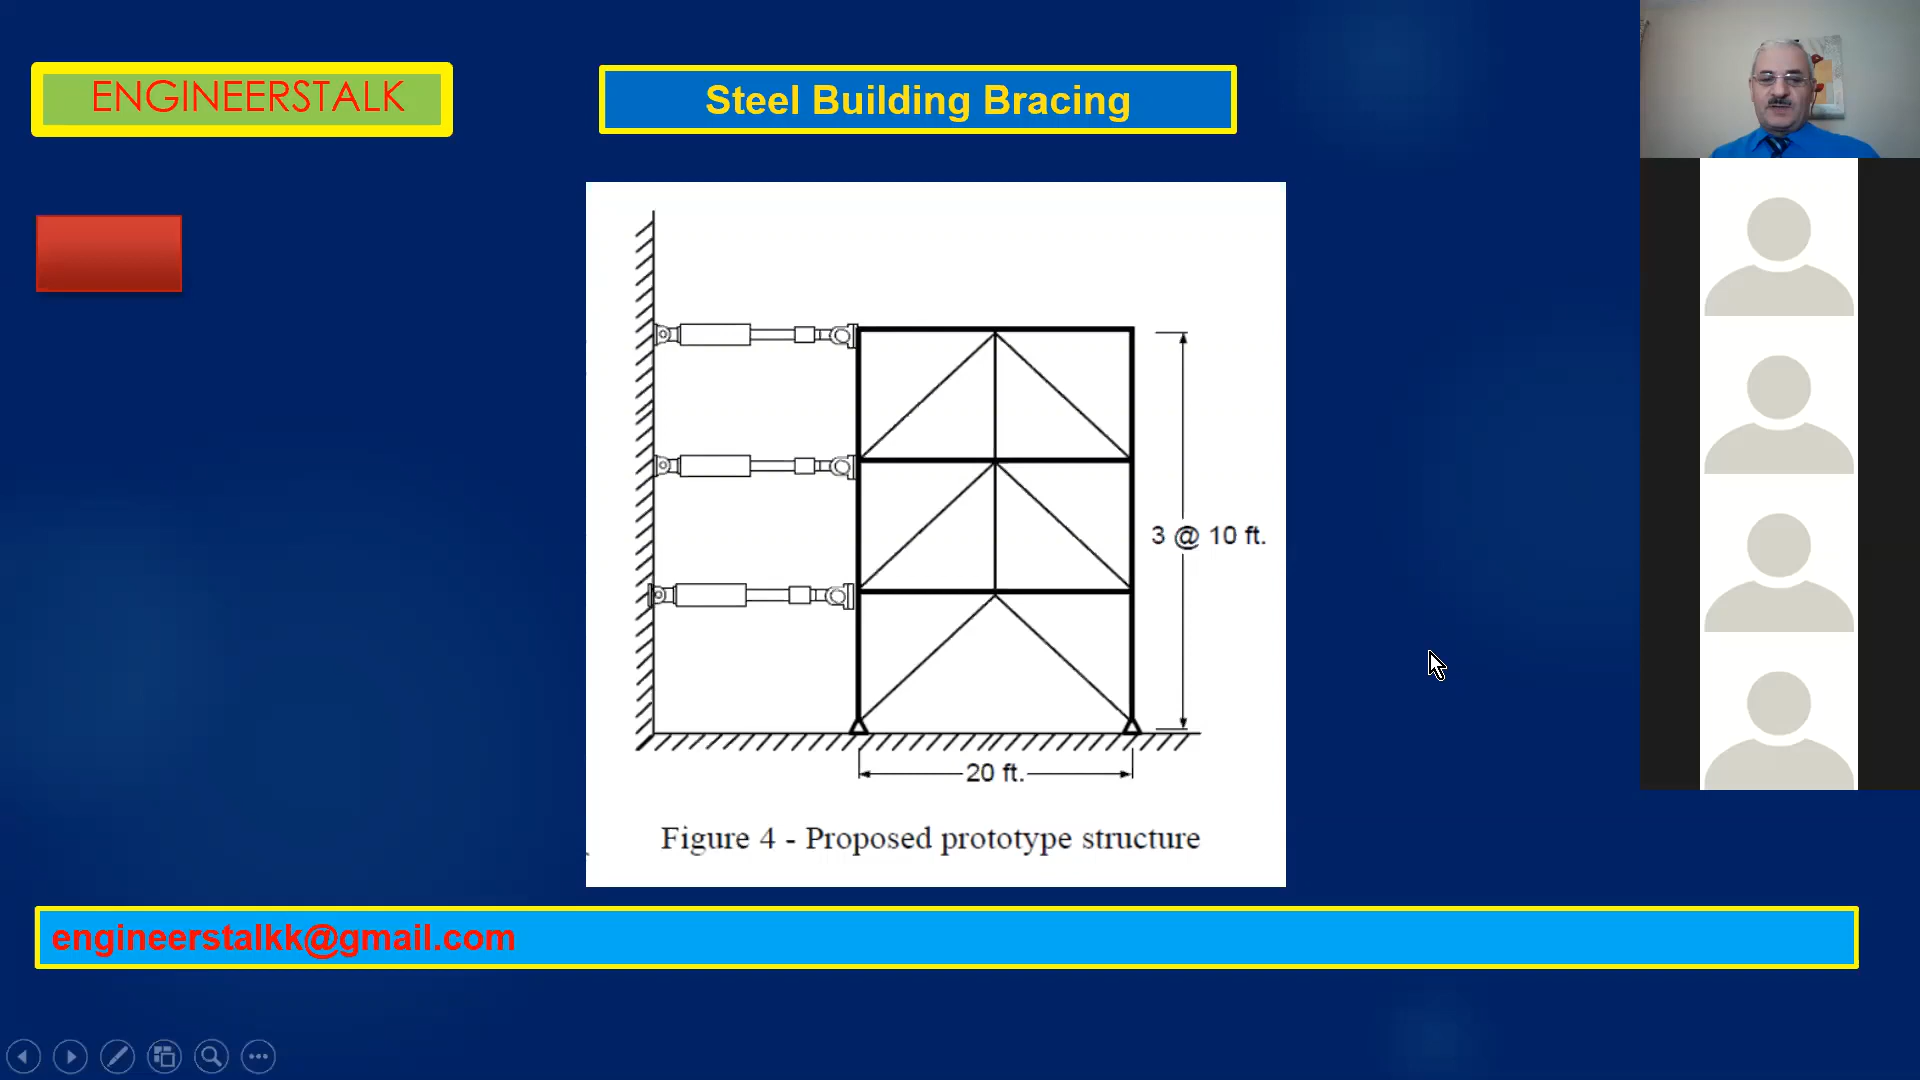 ENGINEERSTALK
Steel Building Bracing
3 @ 10 ft.
20 ft.
Figure 4 - Proposed prototype structure
engineerstalkk@gmail.com